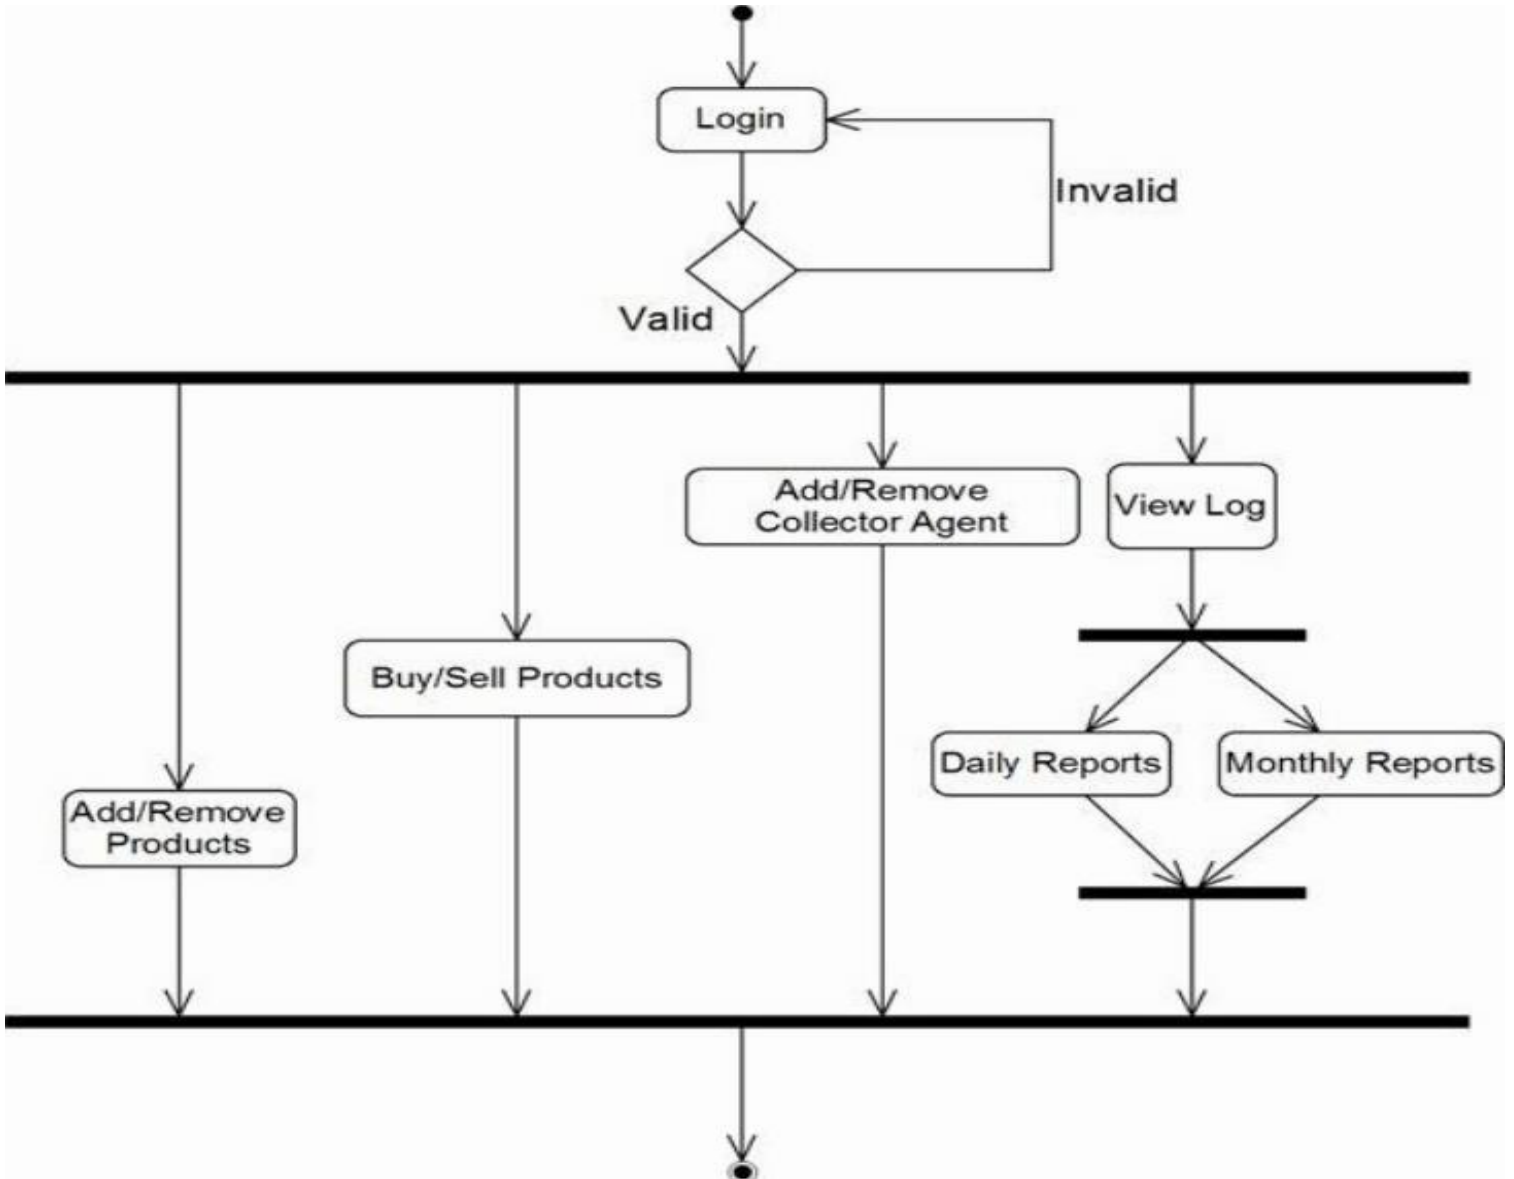 Login
Invalid
Valid
Add/Remove
Collector Agent
View Log
Buy/Sell Products
Daily Reports
Monthly Reports
Add/Remove
Products